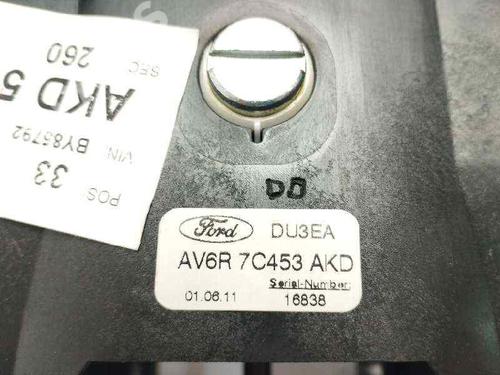 SEC
260
AKD 5
VIN: BY85792
33
POS
DD
Ford
DU3EA
AV6R 7C453 AKD
Serial-Number:
01.06.11
16838